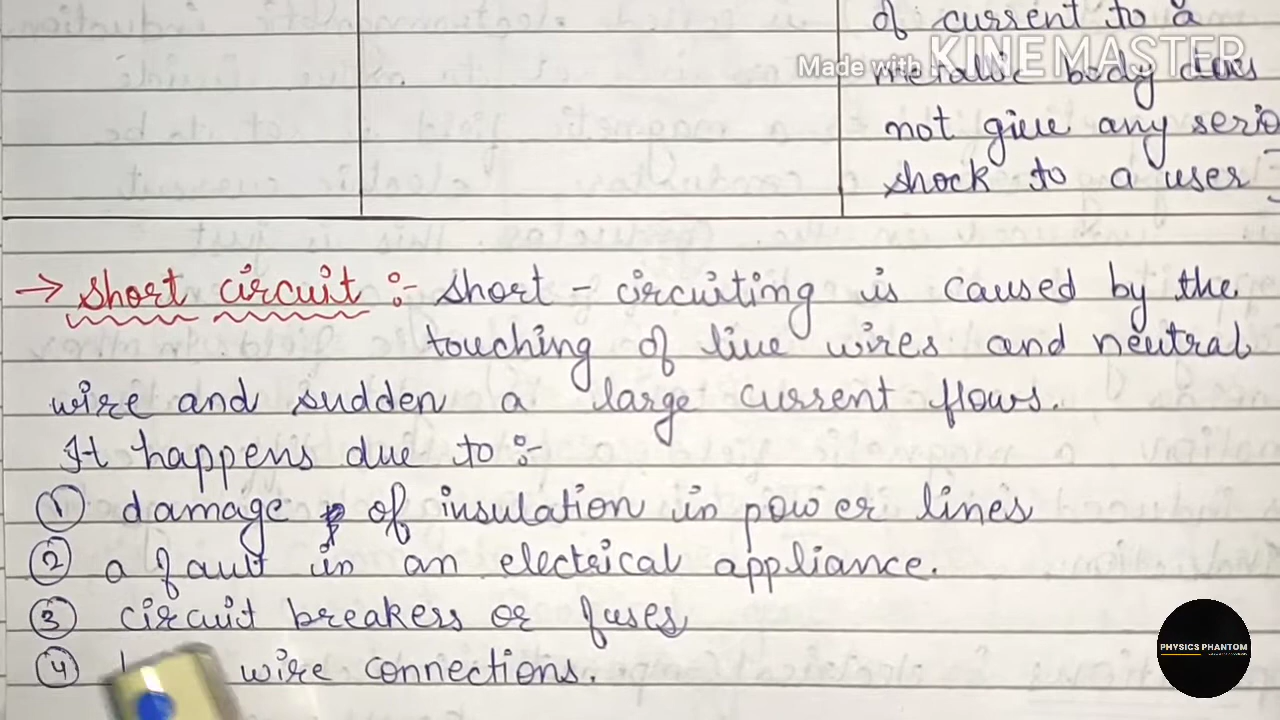 of current to a
Made with KINEMASTER
metallic body does
not give any serio
shock to a user
→ Short circuit :- Short - circuiting is caused by the
touching of live wires and neutral
wire and sudden a large current flows.
It happens due to :-
① damage of insulation in power lines
② a fault in an electrical appliance.
③ circuit breakers or fuses
④ wire connections.
PHYSICS PHANTOM